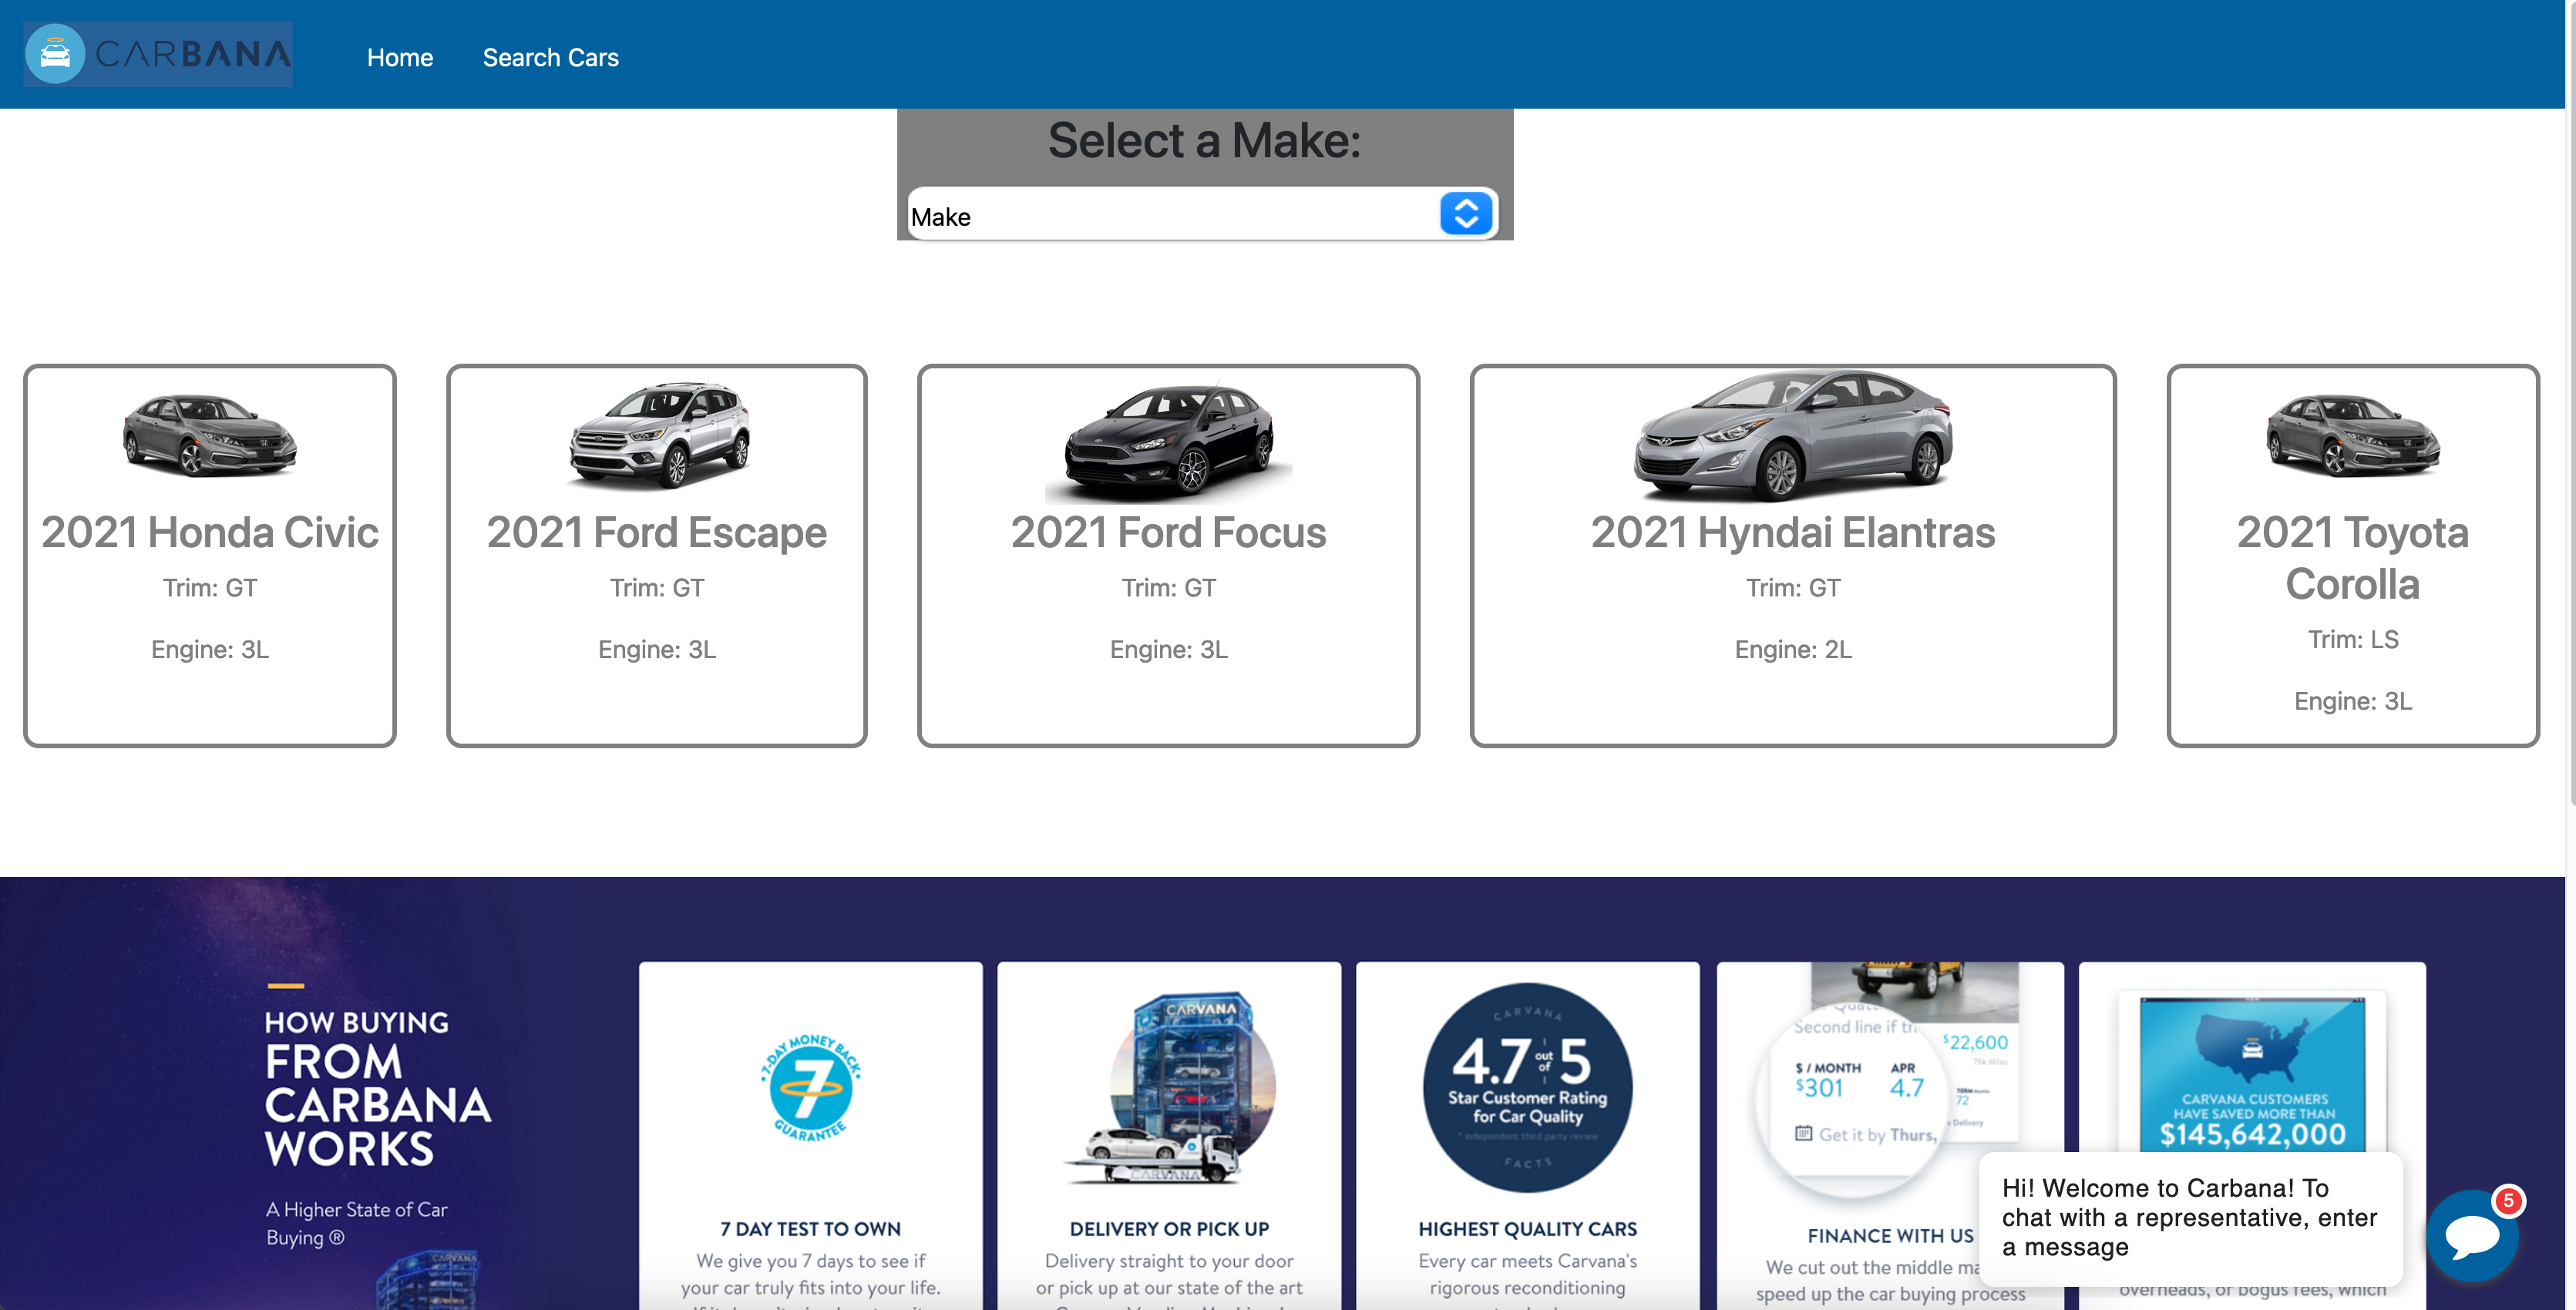 CARBANA
Home
Search Cars
Select a Make:
Make
2021 Honda Civic
Trim: GT
Engine: 3L
2021 Ford Escape
Trim: GT
Engine: 3L
2021 Ford Focus
Trim: GT
Engine: 3L
2021 Hyndai Elantras
Trim: GT
Engine: 2L
2021 Toyota
Corolla
Trim: LS
Engine: 3L
HOW BUYING
FROM
CARBANA
WORKS
A Higher State of Car
Buying ®
7-DAY MONEY BACK
7
GUARANTEE
7 DAY TEST TO OWN
We give you 7 days to see if
your car truly fits into your life.
CARVANA
CARVANA
DELIVERY OR PICK UP
Delivery straight to your door
or pick up at our state of the art
CARVANA
4.7 out of 5
Star Customer Rating
for Car Quality
* Independent third party review
FACTS
HIGHEST QUALITY CARS
Every car meets Carvana's
rigorous reconditioning
Second line if th
$22,600
76k Miles
$ / MONTH
APR
$301
4.7
72
Delivery
Get it by Thurs,
FINANCE WITH US
We cut out the middle ma
speed up the car buying process
CARVANA CUSTOMERS
HAVE SAVED MORE THAN
$145,642,000
overheads, or bogus fees, which
Hi! Welcome to Carbana! To
chat with a representative, enter
a message
5
CARVANA